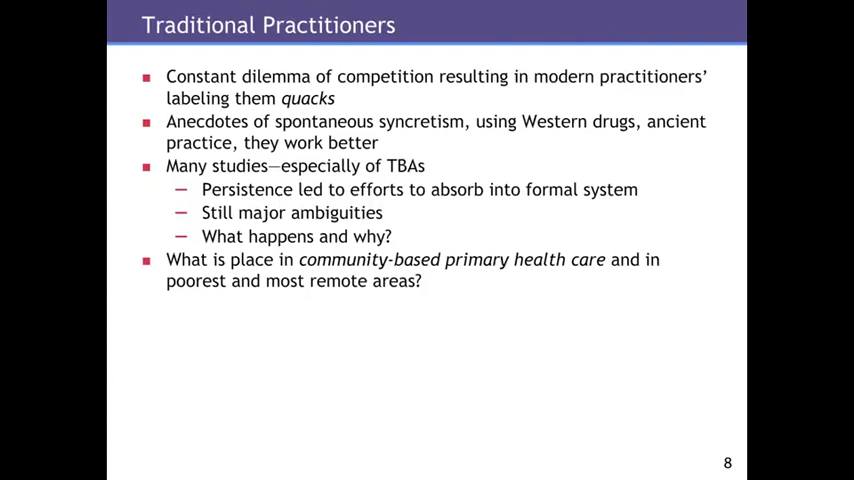 Traditional Practitioners
Constant dilemma of competition resulting in modern practitioners’
labeling them quacks
Anecdotes of spontaneous syncretism, using Western drugs, ancient
practice, they work better
Many studies—especially of TBAs
— Persistence led to efforts to absorb into formal system
— Still major ambiguities
— What happens and why?
What is place in community-based primary health care and in
poorest and most remote areas?
8